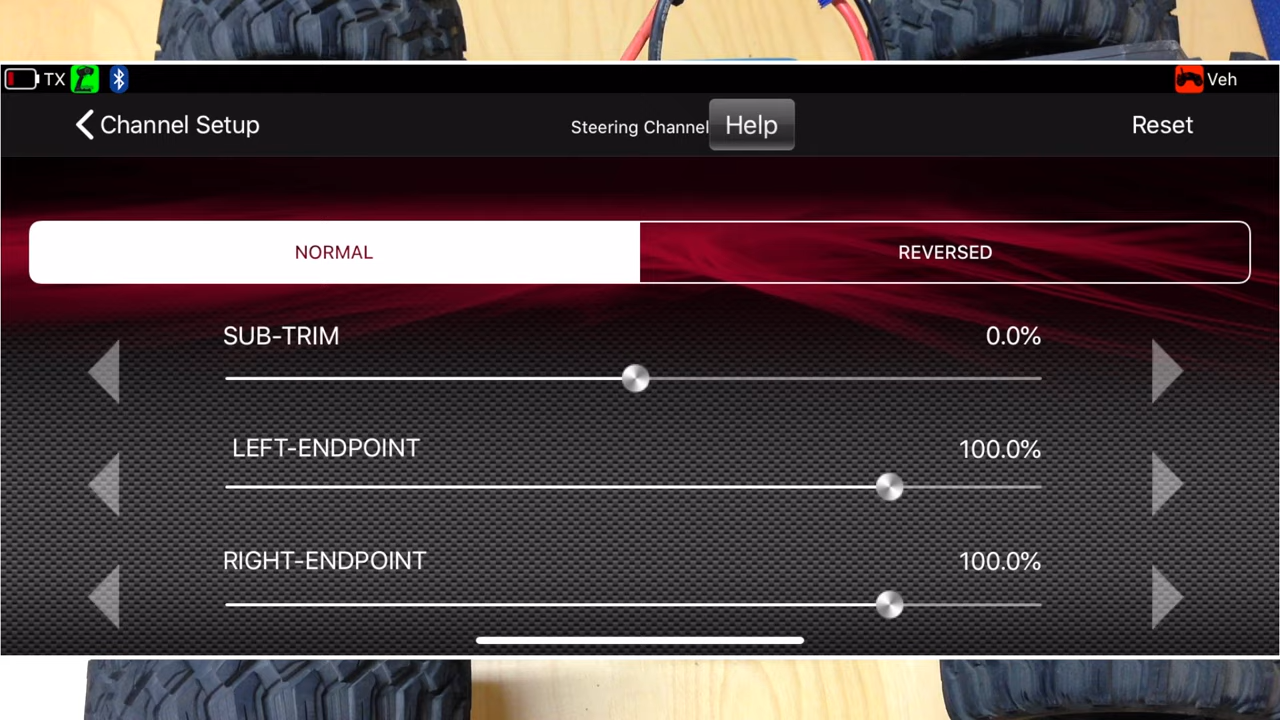 TX Veh
Channel Setup Steering Channel Help Reset
NORMAL REVERSED
SUB-TRIM 0.0%
LEFT-ENDPOINT 100.0%
RIGHT-ENDPOINT 100.0%